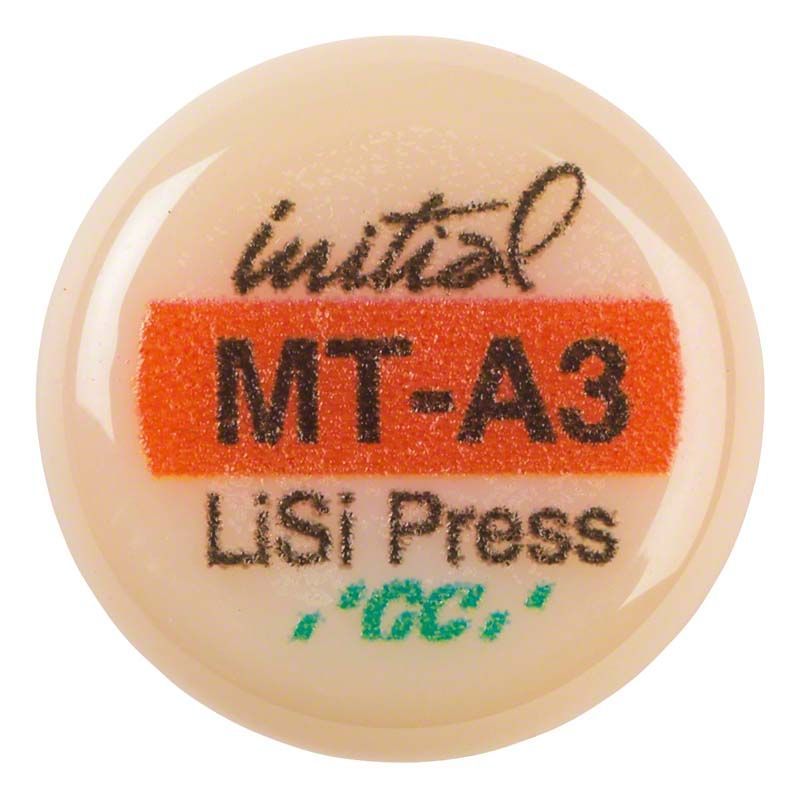 initial
MT-A3
LiSi Press
GC